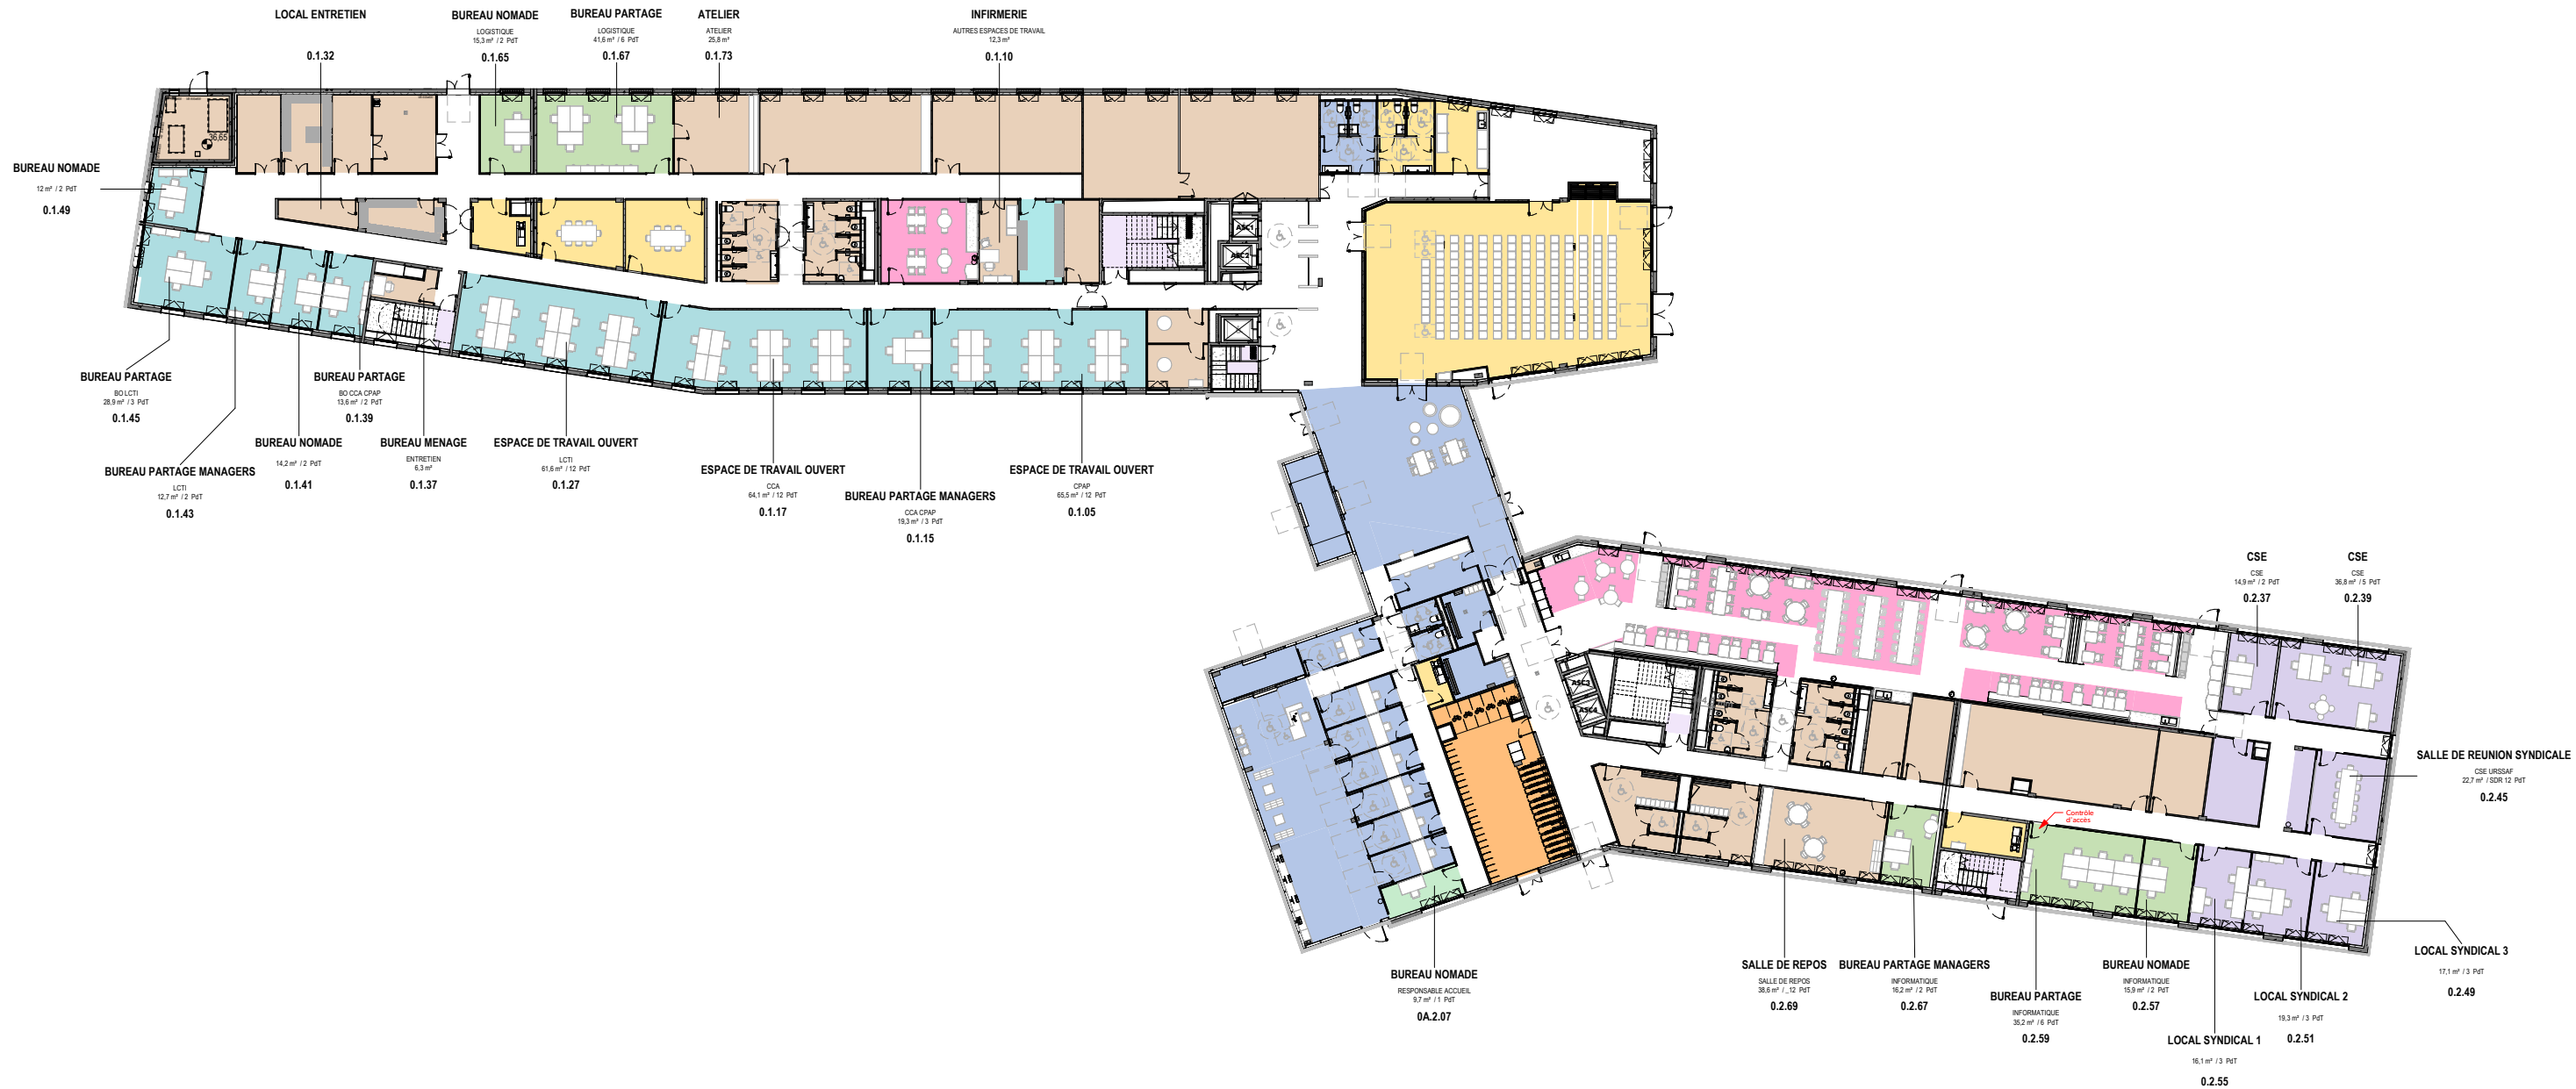 LOCAL ENTRETIEN
0.1.32
BUREAU NOMADE
LOGISTIQUE
15,3 m² / 2 PdT
0.1.65
BUREAU PARTAGE
LOGISTIQUE
41,6 m² / 6 PdT
0.1.67
ATELIER
ATELIER
25,8 m²
0.1.73
INFIRMERIE
AUTRES ESPACES DE TRAVAIL
12,3 m²
0.1.10
36,65
BUREAU NOMADE
12 m² / 2 PdT
0.1.49
ASC1
ASC2
BUREAU PARTAGE
BO LCTI
28,9 m² / 3 PdT
0.1.45
BUREAU PARTAGE MANAGERS
LCTI
12,7 m² / 2 PdT
0.1.43
BUREAU NOMADE
14,2 m² / 2 PdT
0.1.41
BUREAU PARTAGE
BO CCA CPAP
13,6 m² / 2 PdT
0.1.39
BUREAU MENAGE
ENTRETIEN
6,3 m²
0.1.37
ESPACE DE TRAVAIL OUVERT
LCTI
61,6 m² / 12 PdT
0.1.27
ESPACE DE TRAVAIL OUVERT
CCA
64,1 m² / 12 PdT
0.1.17
BUREAU PARTAGE MANAGERS
CCA CPAP
19,3 m² / 3 PdT
0.1.15
ESPACE DE TRAVAIL OUVERT
CPAP
65,5 m² / 12 PdT
0.1.05
CSE
CSE
14,9 m² / 2 PdT
0.2.37
CSE
CSE
36,8 m² / 5 PdT
0.2.39
ASC3
ASC4
SALLE DE REUNION SYNDICALE
CSE URSSAF
22,7 m² / SDR 12 PdT
0.2.45
Contrôle
d'accès
BUREAU NOMADE
RESPONSABLE ACCUEIL
9,7 m² / 1 PdT
0A.2.07
SALLE DE REPOS
SALLE DE REPOS
38,6 m² / _12 PdT
0.2.69
BUREAU PARTAGE MANAGERS
INFORMATIQUE
16,2 m² / 2 PdT
0.2.67
BUREAU PARTAGE
INFORMATIQUE
35,2 m² / 6 PdT
0.2.59
BUREAU NOMADE
INFORMATIQUE
15,9 m² / 2 PdT
0.2.57
LOCAL SYNDICAL 1
16,1 m² / 3 PdT
0.2.55
LOCAL SYNDICAL 2
19,3 m² / 3 PdT
0.2.51
LOCAL SYNDICAL 3
17,1 m² / 3 PdT
0.2.49